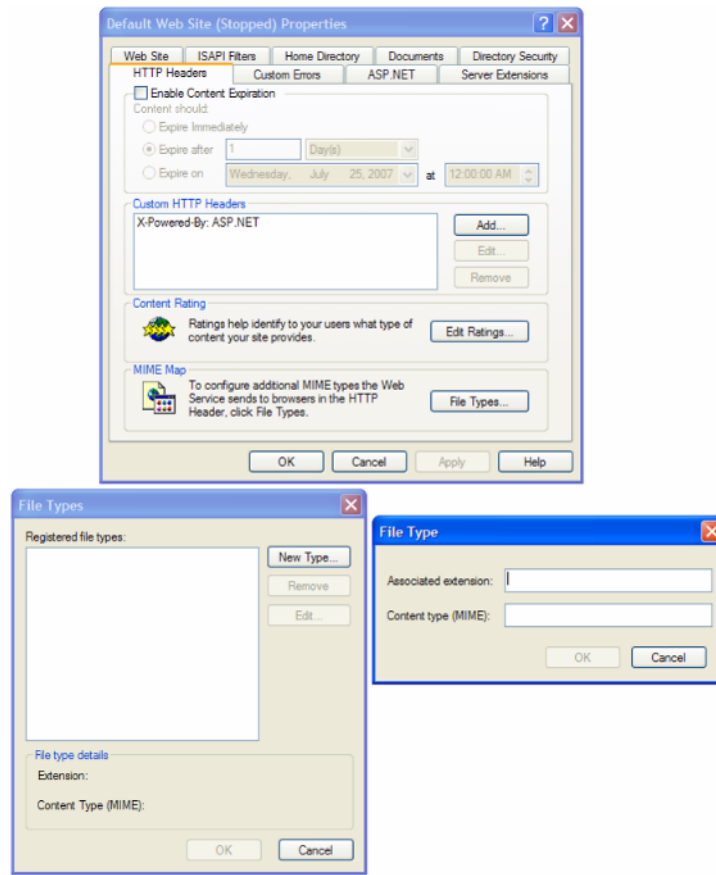 Default Web Site (Stopped) Properties
Web Site ISAPI Filters Home Directory Documents Directory Security
HTTP Headers Custom Errors ASP.NET Server Extensions
Enable Content Expiration
Content should:
Expire Immediately
Expire after 1 Day(s)
Expire on Wednesday, July 25, 2007 at 12:00:00 AM
Custom HTTP Headers
X-Powered-By: ASP.NET
Add...
Edit...
Remove
Content Rating
Ratings help identify to your users what type of
content your site provides.
Edit Ratings...
MIME Map
To configure additional MIME types the Web
Service sends to browsers in the HTTP
Header, click File Types.
File Types...
OK Cancel Apply Help
File Types
Registered file types:
New Type...
Remove
Edit...
File type details
Extension:
Content Type (MIME):
OK Cancel
File Type
Associated extension:
Content type (MIME):
OK Cancel